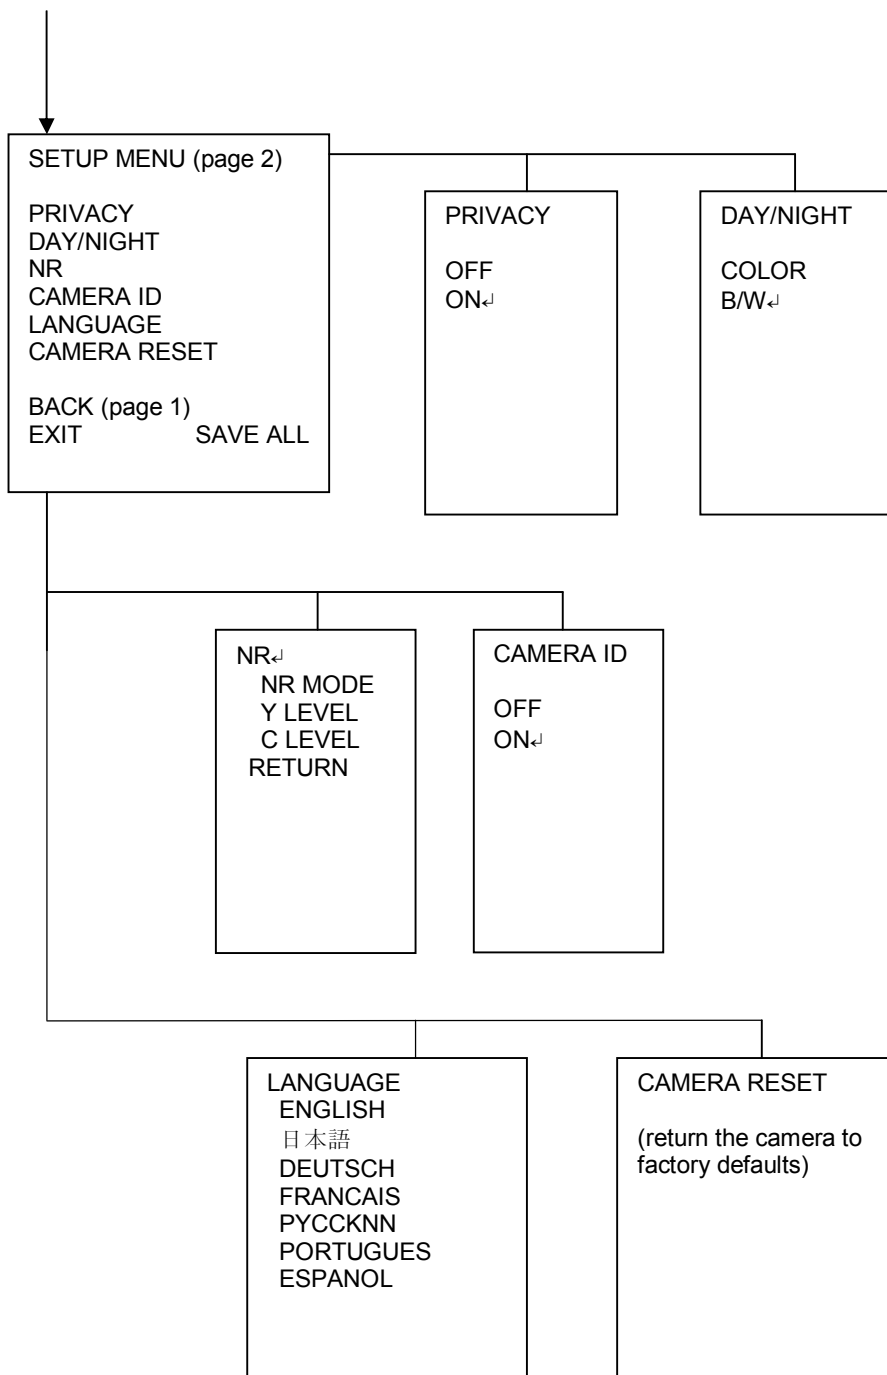 SETUP MENU (page 2)
PRIVACY
DAY/NIGHT
NR
CAMERA ID
LANGUAGE
CAMERA RESET
BACK (page 1)
EXIT SAVE ALL
PRIVACY
OFF
ON↵
DAY/NIGHT
COLOR
B/W↵
NR↵
NR MODE
Y LEVEL
C LEVEL
RETURN
CAMERA ID
OFF
ON↵
LANGUAGE
ENGLISH
日本語
DEUTSCH
FRANCAIS
PYCCKNN
PORTUGUES
ESPANOL
CAMERA RESET
(return the camera to
factory defaults)